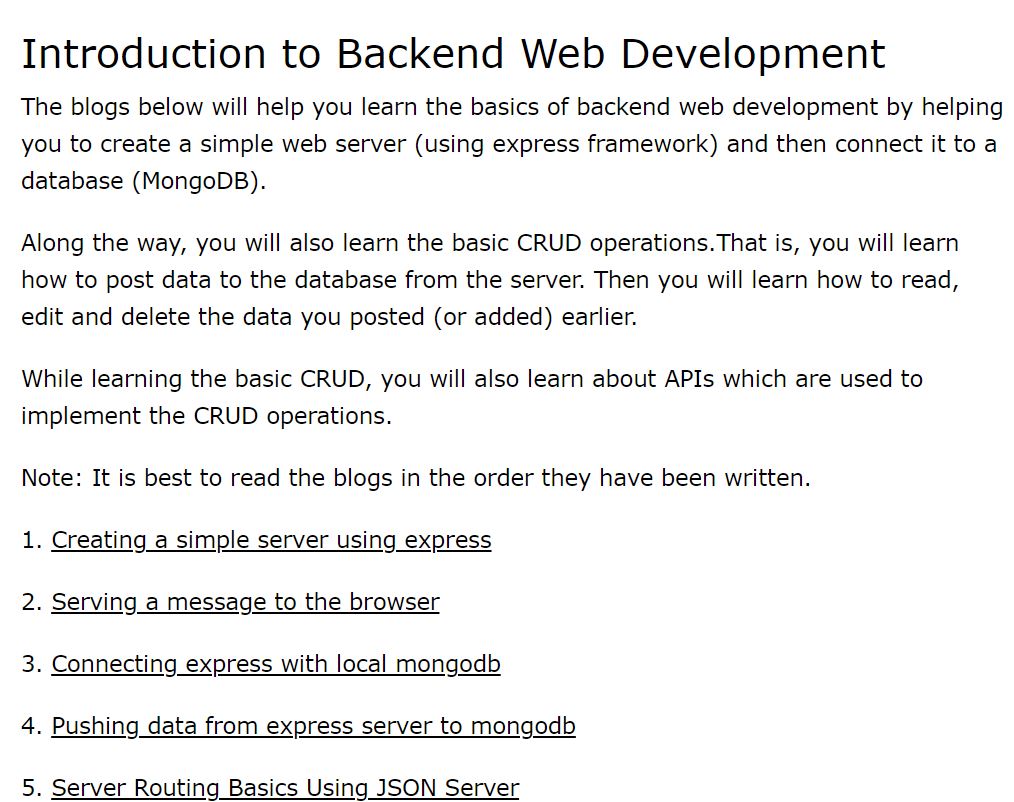 Introduction to Backend Web Development
The blogs below will help you learn the basics of backend web development by helping
you to create a simple web server (using express framework) and then connect it to a
database (MongoDB).
Along the way, you will also learn the basic CRUD operations.That is, you will learn
how to post data to the database from the server. Then you will learn how to read,
edit and delete the data you posted (or added) earlier.
While learning the basic CRUD, you will also learn about APIs which are used to
implement the CRUD operations.
Note: It is best to read the blogs in the order they have been written.
1. Creating a simple server using express
2. Serving a message to the browser
3. Connecting express with local mongodb
4. Pushing data from express server to mongodb
5. Server Routing Basics Using JSON Server